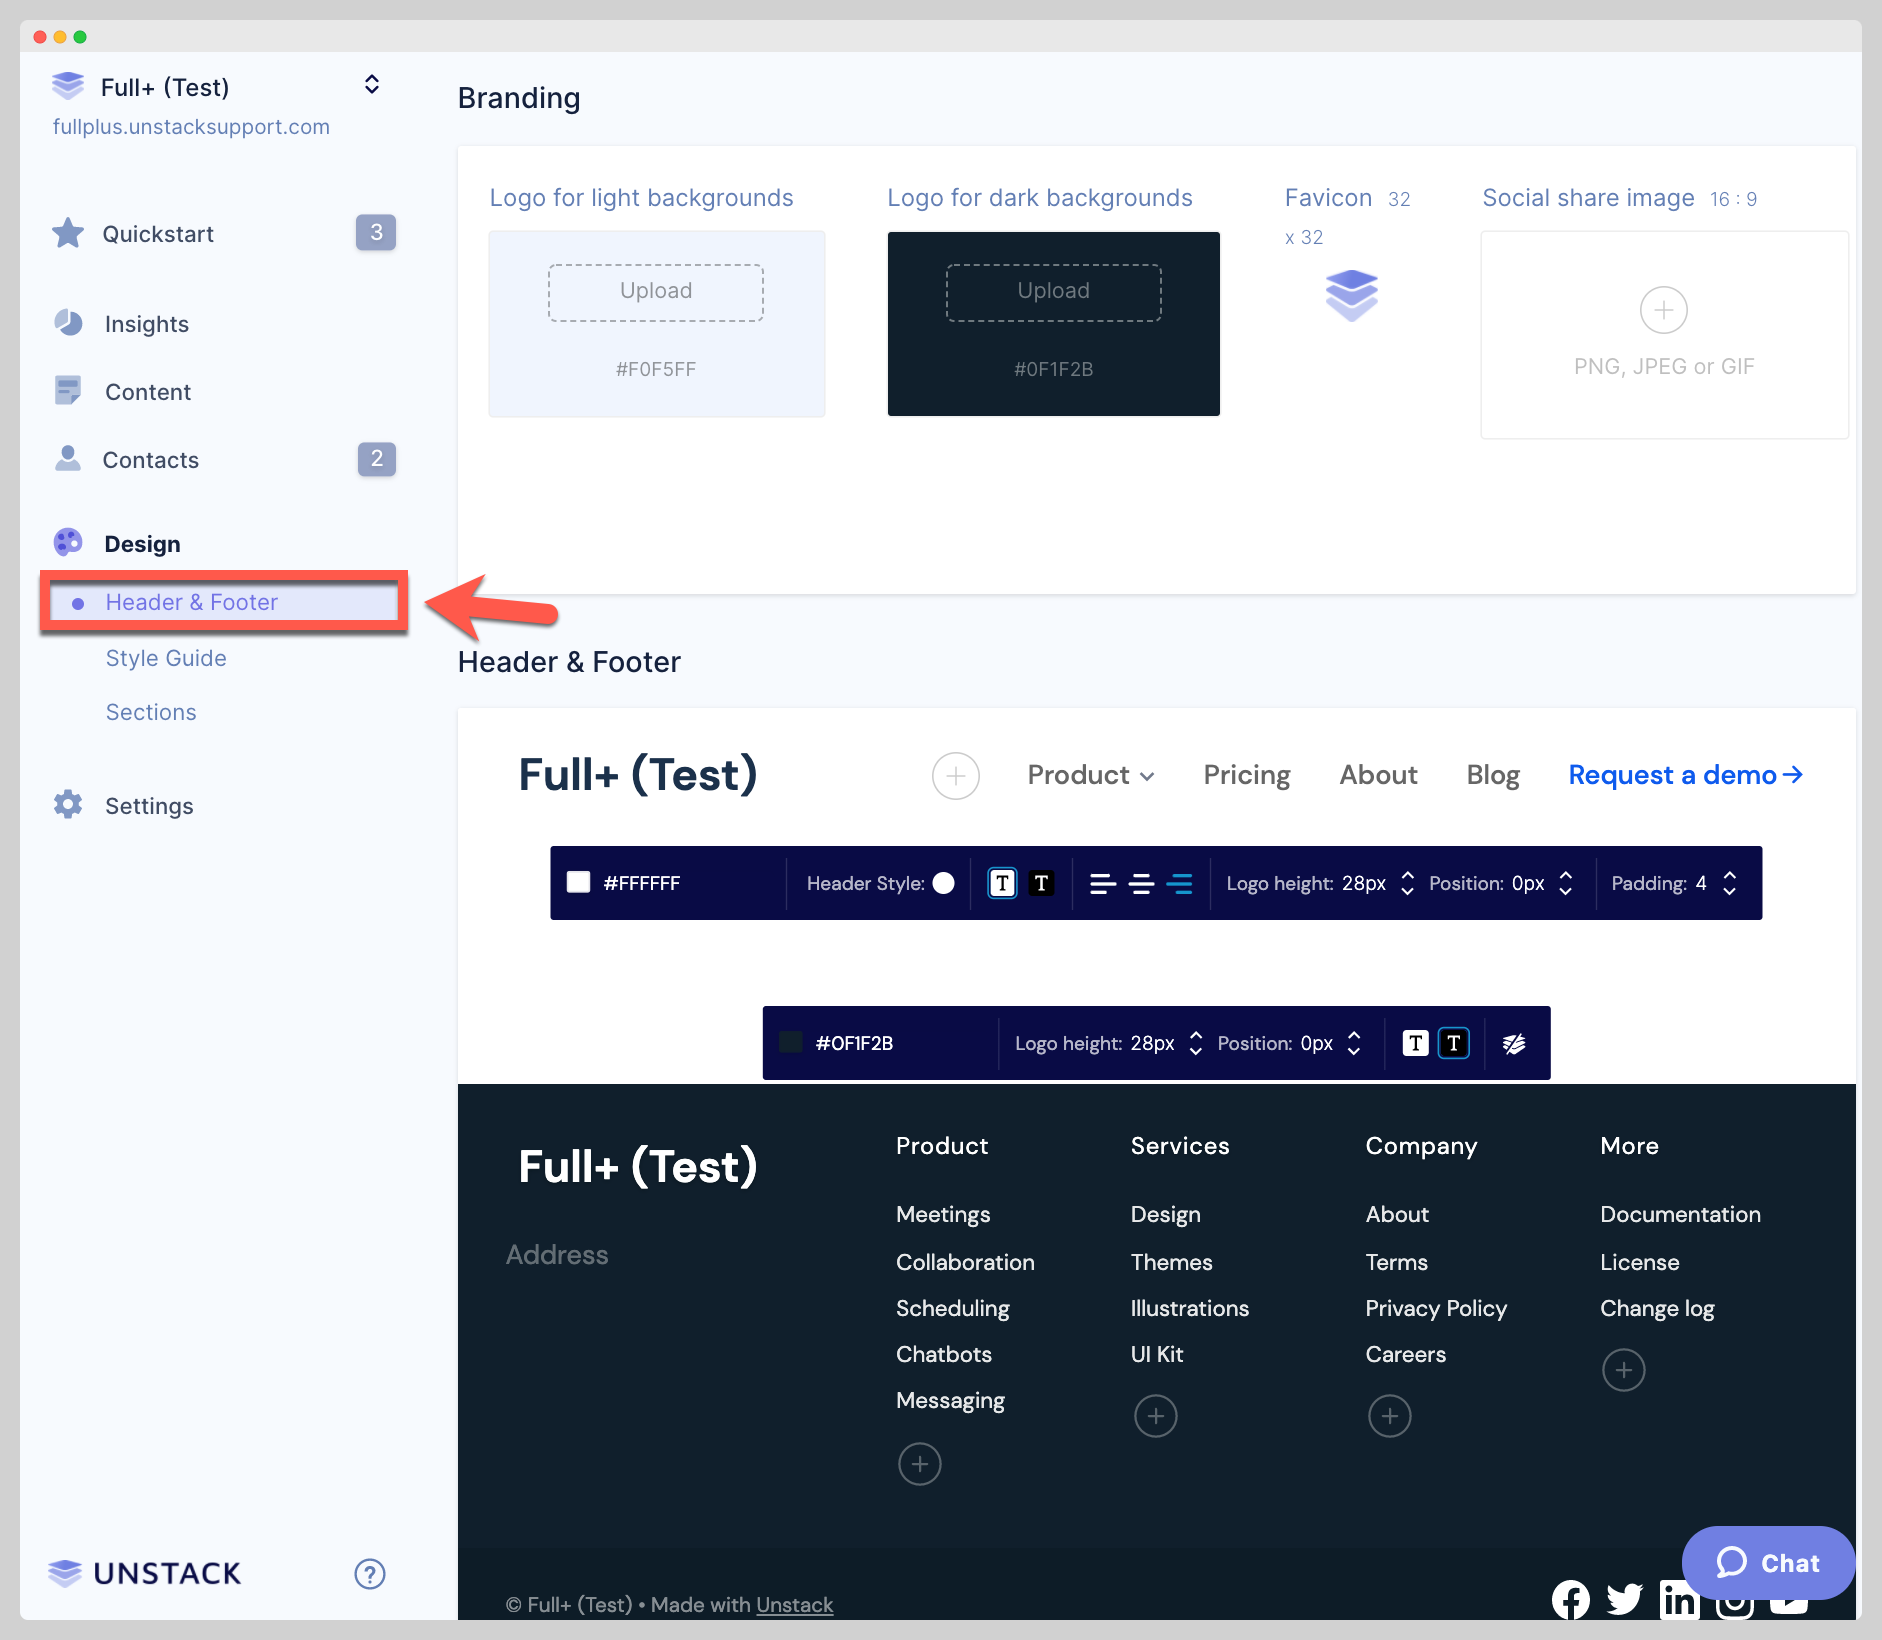 Full+ (Test)
fullplus.unstacksupport.com
Quickstart 3
Insights
Content
Contacts 2
Design
Header & Footer
Style Guide
Sections
Settings
UNSTACK ?
Branding
Logo for light backgrounds
Upload
#F0F5FF
Logo for dark backgrounds
Upload
#0F1F2B
Favicon 32
x 32
Social share image 16 : 9
PNG, JPEG or GIF
Header & Footer
Full+ (Test) Product Pricing About Blog Request a demo
#FFFFFF Header Style: T T Logo height: 28px Position: 0px Padding: 4
#0F1F2B Logo height: 28px Position: 0px T T
Full+ (Test)
Address
Product
Meetings
Collaboration
Scheduling
Chatbots
Messaging
Services
Design
Themes
Illustrations
UI Kit
Company
About
Terms
Privacy Policy
Careers
More
Documentation
License
Change log
© Full+ (Test) • Made with Unstack
in
Chat